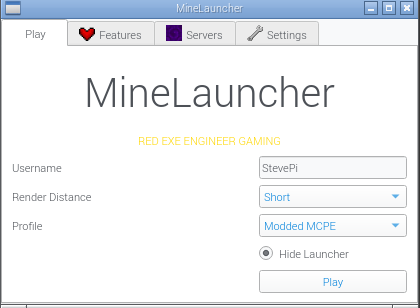 MineLauncher
Play Features Servers Settings
MineLauncher
RED EXE ENGINEER GAMING
Username StevePi
Render Distance Short
Profile Modded MCPE
Hide Launcher
Play